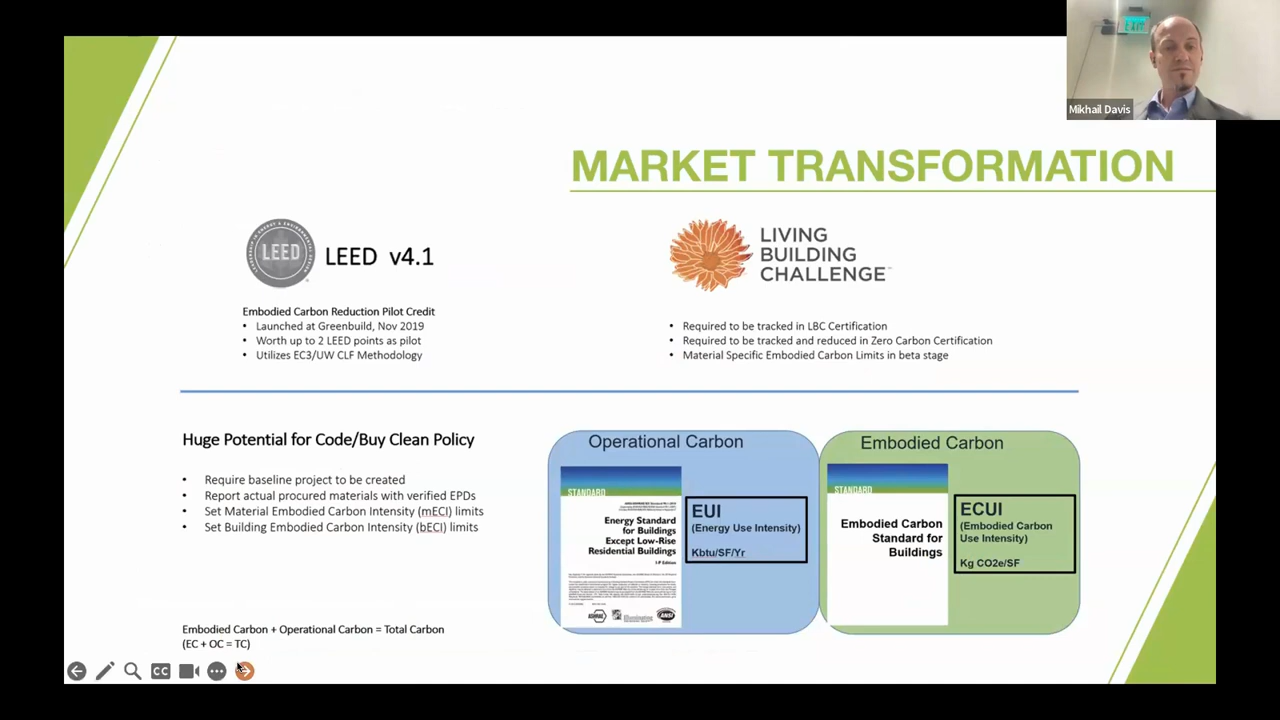 EXIT
Mikhail Davis
MARKET TRANSFORMATION
LEED
LEED v4.1
LIVING
BUILDING
CHALLENGE
Embodied Carbon Reduction Pilot Credit
• Launched at Greenbuild, Nov 2019
• Worth up to 2 LEED points as pilot
• Utilizes EC3/UW CLF Methodology
• Required to be tracked in LBC Certification
• Required to be tracked and reduced in Zero Carbon Certification
• Material Specific Embodied Carbon Limits in beta stage
Huge Potential for Code/Buy Clean Policy
• Require baseline project to be created
• Report actual procured materials with verified EPDs
• Set Material Embodied Carbon Intensity (mECI) limits
• Set Building Embodied Carbon Intensity (bECI) limits
Embodied Carbon + Operational Carbon = Total Carbon
(EC + OC = TC)
Operational Carbon
STANDARD
Energy Standard
for Buildings
Except Low-Rise
Residential Buildings
I-P Edition
ASHRAE
ANSI
EUI
(Energy Use Intensity)
Kbtu/SF/Yr
Embodied Carbon
STANDARD
Embodied Carbon
Standard for
Buildings
ECUI
(Embodied Carbon
Use Intensity)
Kg CO2e/SF
CC